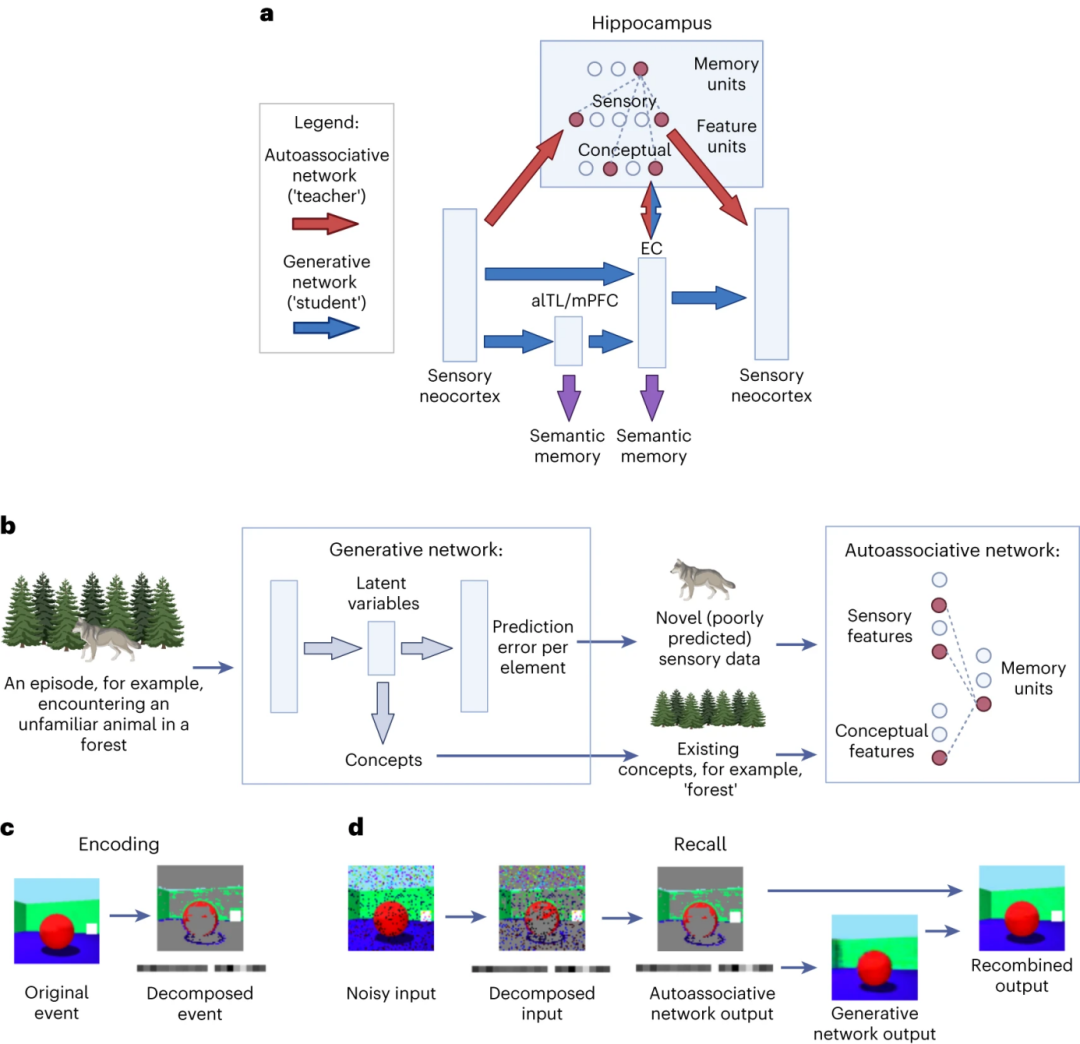 a
Hippocampus
Memory
units
Sensory
Feature
units
Conceptual
Legend:
Autoassociative
network
('teacher')
Generative
network
('student')
EC
alTL/mPFC
Sensory
neocortex
Sensory
neocortex
Semantic
memory
Semantic
memory
b
Generative network:
Latent
variables
Prediction
error per
element
Concepts
An episode, for example,
encountering an
unfamiliar animal in a
forest
Novel (poorly
predicted)
sensory data
Existing
concepts, for example,
'forest'
Autoassociative network:
Sensory
features
Memory
units
Conceptual
features
c
Encoding
Original
event
Decomposed
event
d
Recall
Noisy input
Decomposed
input
Autoassociative
network output
Generative
network output
Recombined
output